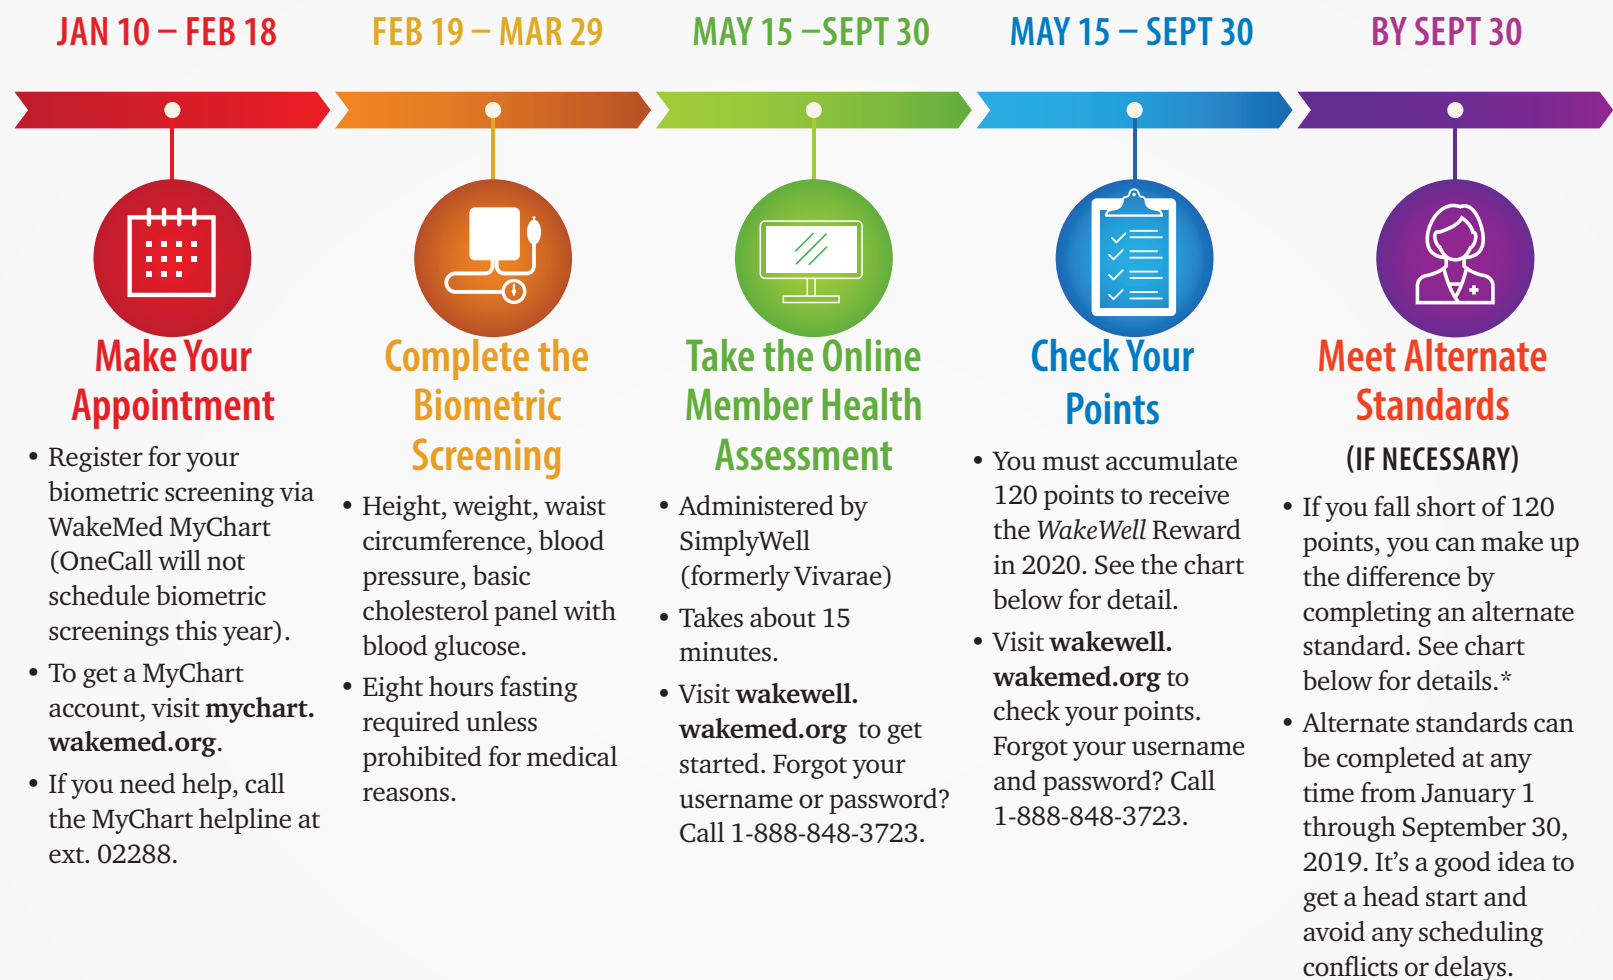 JAN 10 – FEB 18
Make Your
Appointment
• Register for your
biometric screening via
WakeMed MyChart
(OneCall will not
schedule biometric
screenings this year).
• To get a MyChart
account, visit mychart.
wakemed.org.
• If you need help, call
the MyChart helpline at
ext. 02288.
FEB 19 – MAR 29
Complete the
Biometric
Screening
• Height, weight, waist
circumference, blood
pressure, basic
cholesterol panel with
blood glucose.
• Eight hours fasting
required unless
prohibited for medical
reasons.
MAY 15 –SEPT 30
Take the Online
Member Health
Assessment
• Administered by
SimplyWell
(formerly Vivarae)
• Takes about 15
minutes.
• Visit wakewell.
wakemed.org to get
started. Forgot your
username or password?
Call 1-888-848-3723.
MAY 15 – SEPT 30
Check Your
Points
• You must accumulate
120 points to receive
the WakeWell Reward
in 2020. See the chart
below for detail.
• Visit wakewell.
wakemed.org to
check your points.
Forgot your username
and password? Call
1-888-848-3723.
BY SEPT 30
Meet Alternate
Standards
(IF NECESSARY)
• If you fall short of 120
points, you can make up
the difference by
completing an alternate
standard. See chart
below for details.*
• Alternate standards can
be completed at any
time from January 1
through September 30,
2019. It’s a good idea to
get a head start and
avoid any scheduling
conflicts or delays.